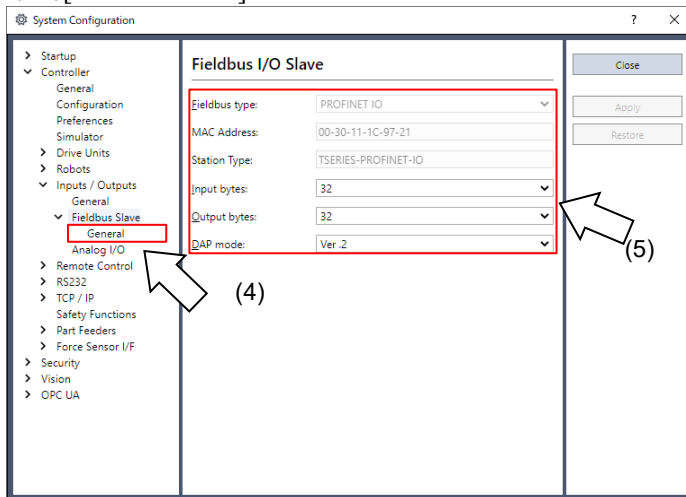 System Configuration
?
Startup
Controller
General
Configuration
Preferences
Simulator
Drive Units
Robots
Inputs / Outputs
General
Fieldbus Slave
General
Analog I/O
Remote Control
RS232
TCP / IP
Safety Functions
Part Feeders
Force Sensor I/F
Security
Vision
OPC UA
(4)
Fieldbus I/O Slave
Fieldbus type: PROFINET IO
MAC Address: 00-30-11-1C-97-21
Station Type: TSERIES-PROFINET-IO
Input bytes: 32
Output bytes: 32
DAP mode: Ver .2
(5)
Close
Apply
Restore